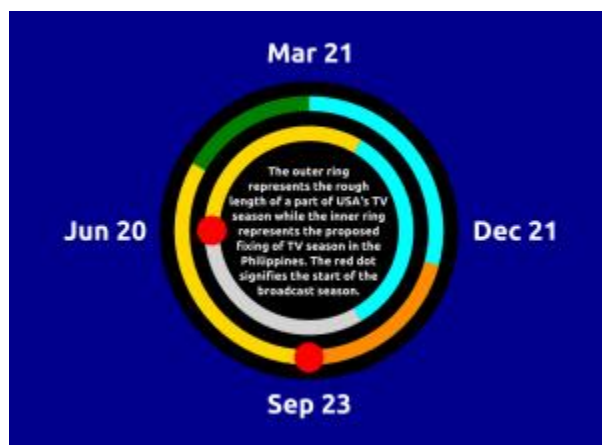 Mar 21
The outer ring
represents the rough
length of a part of USA's TV
season while the inner ring
represents the proposed
fixing of TV season in the
Philippines. The red dot
signifies the start of the
broadcast season.
Jun 20
Dec 21
Sep 23